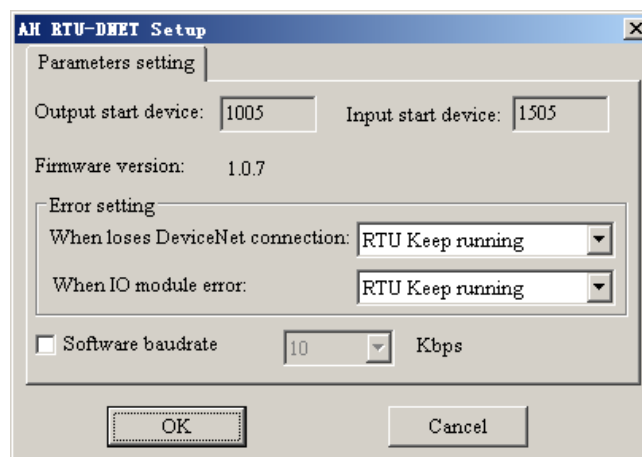 AH RTU-DNET Setup
Parameters setting
Output start device: 1005 Input start device: 1505
Firmware version: 1.0.7
Error setting
When loses DeviceNet connection: RTU Keep running
When IO module error: RTU Keep running
Software baudrate 10 Kbps
OK Cancel